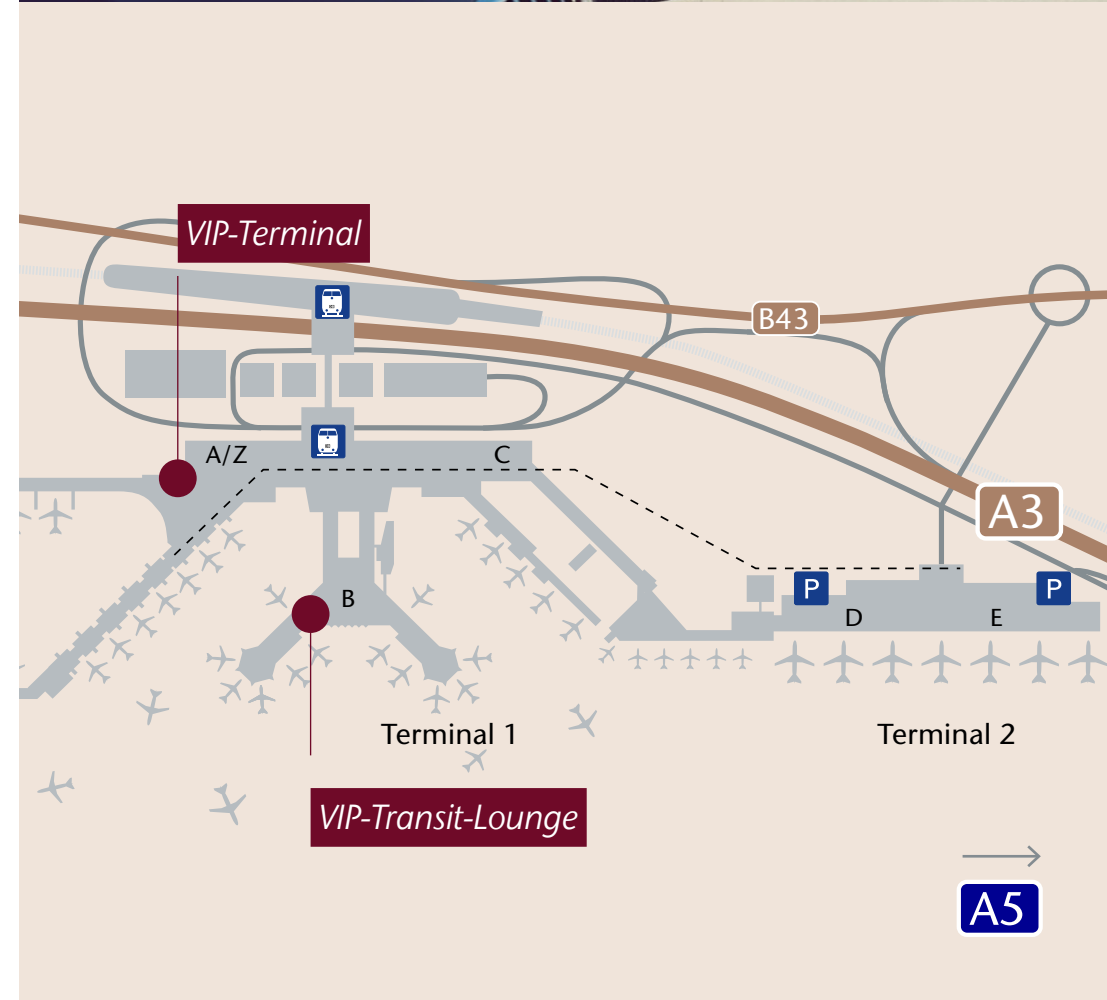 VIP-Terminal
B43
A/Z
C
A3
P
P
B
D
E
Terminal 1
Terminal 2
VIP-Transit-Lounge
A5